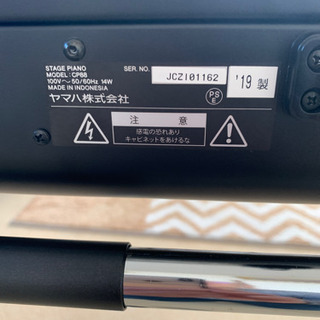 STAGE PIANO
MODEL: CP88
100V～ 50/60Hz 14W
MADE IN INDONESIA
ヤマハ株式会社
SER. NO.
JCZI01162
'19 製
PS
E
注 意
感電の恐れあり
キャビネットをあけるな